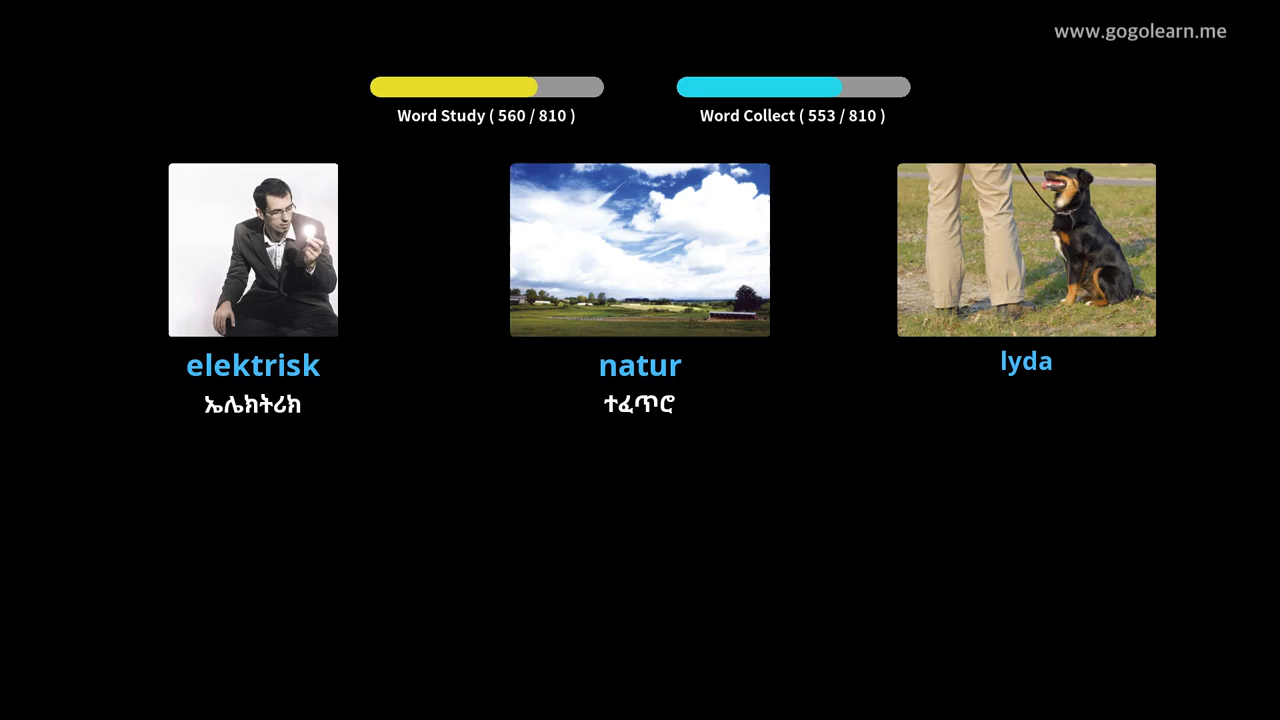 www.gogolearn.me
Word Study ( 560 / 810 )
Word Collect ( 553 / 810 )
elektrisk
ኤሌክትሪክ
natur
ተፈጥሮ
lyda